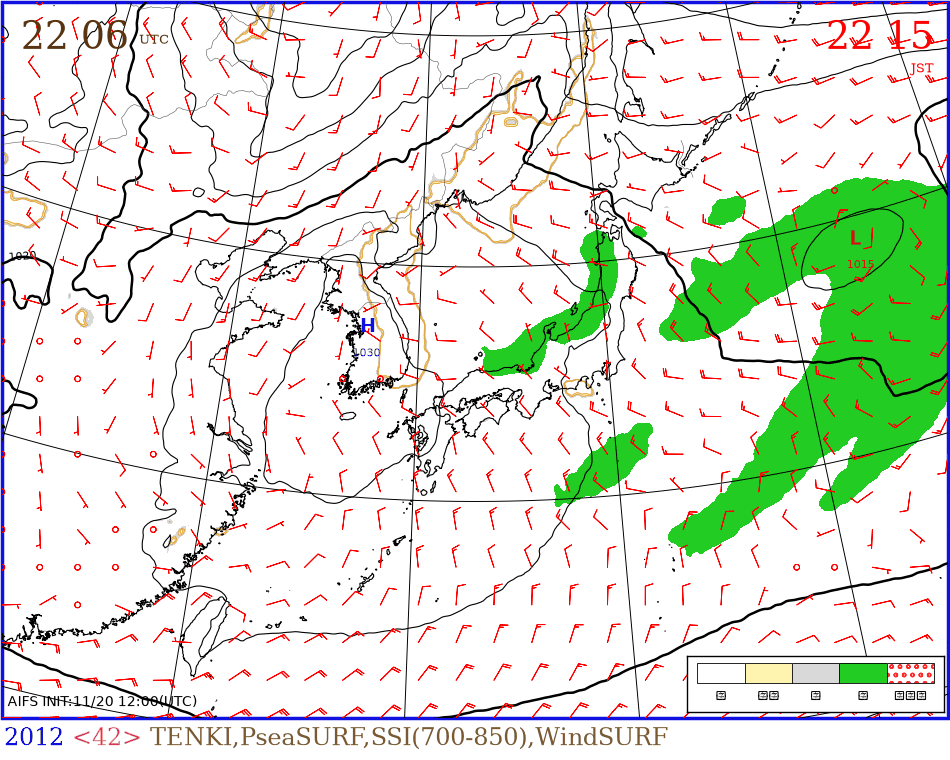 22 06 UTC
22 15
JST
L
1015
1020
H
1030
AIFS INIT:11/20 12:00(UTC)
2012 <42> TENKI,PseaSURF,SSI(700-850),WindSURF